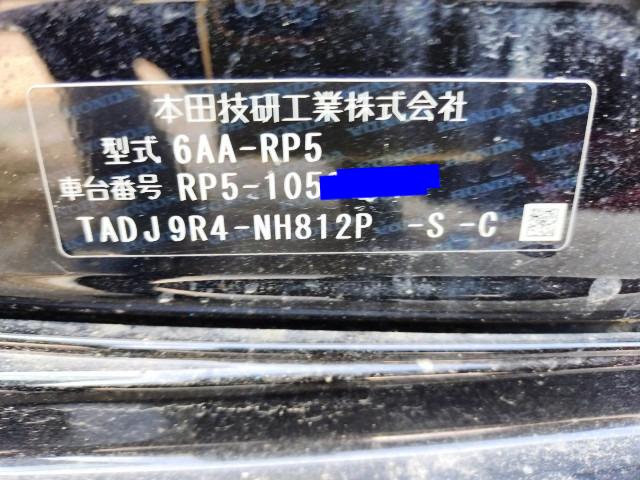 本田技研工業株式会社
型式 6AA-RP5
車台番号 RP5-105
TADJ9R4-NH812P -S -C